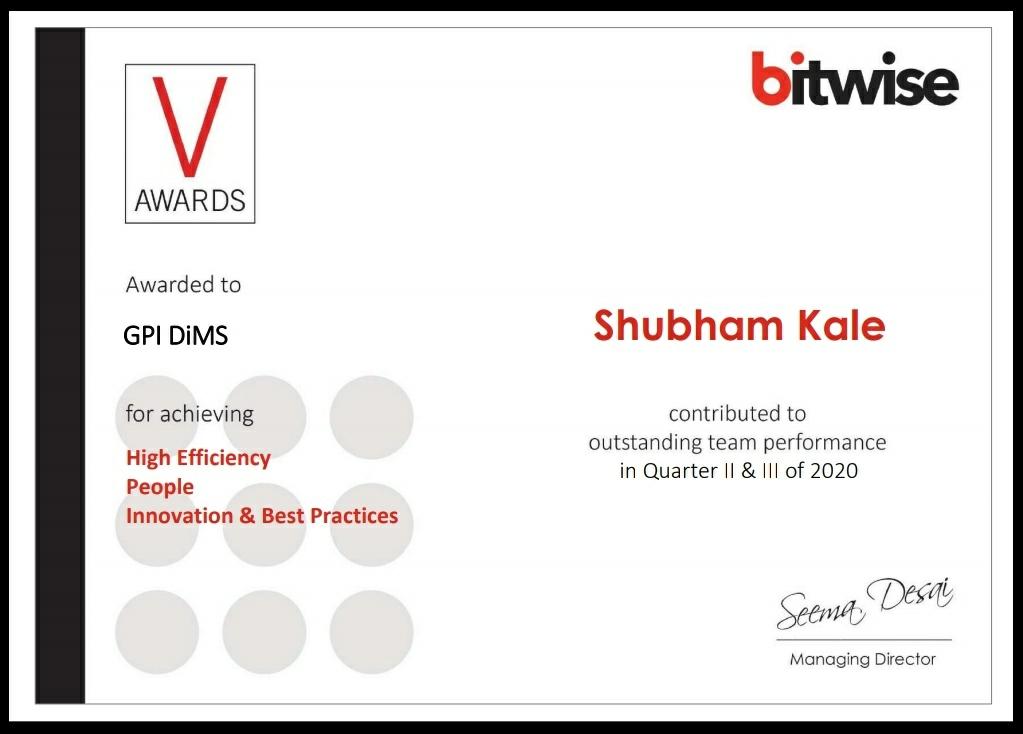 bitwise
V
AWARDS
Awarded to
GPI DiMS
for achieving
High Efficiency
People
Innovation & Best Practices
Shubham Kale
contributed to
outstanding team performance
in Quarter II & III of 2020
Seema Desai
Managing Director